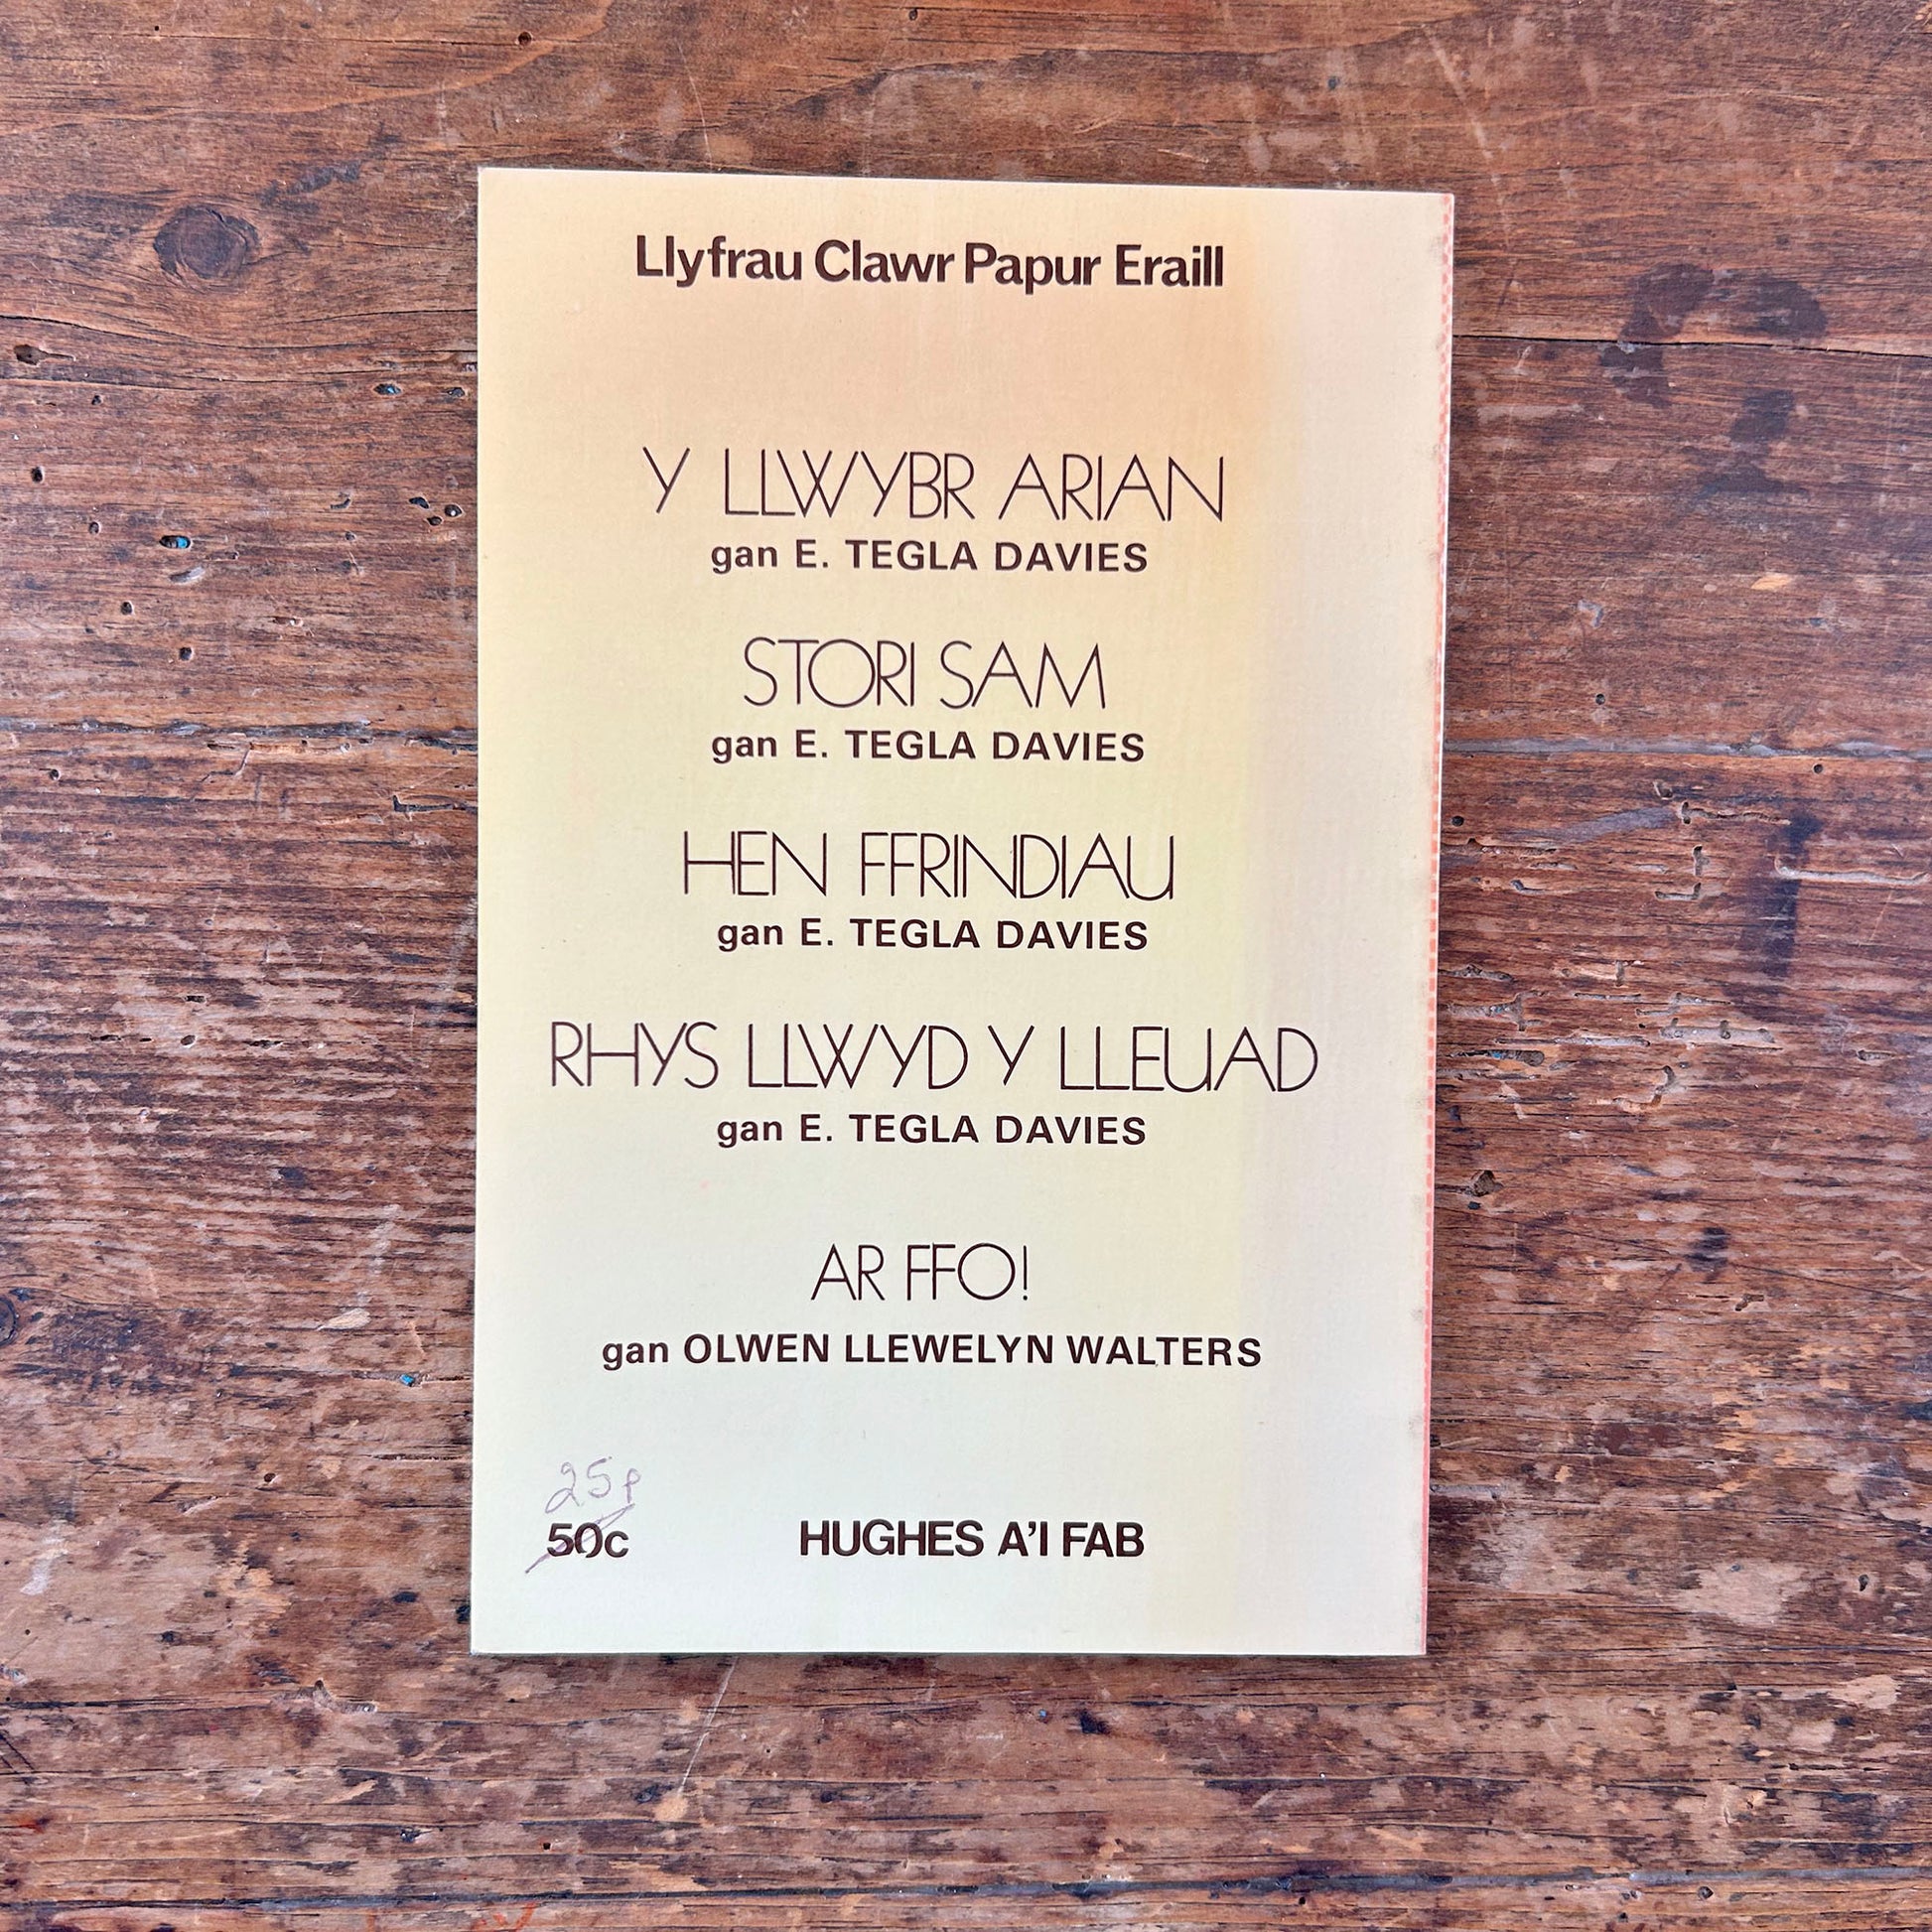 Llyfrau Clawr Papur Eraill
Y LLWYBR ARIAN
gan E. TEGLA DAVIES
STORI SAM
gan E. TEGLA DAVIES
HEN FFRINDIAU
gan E. TEGLA DAVIES
RHYS LLWYD Y LLEUAD
gan E. TEGLA DAVIES
AR FFO!
gan OLWEN LLEWELYN WALTERS
25p
50c HUGHES A'I FAB